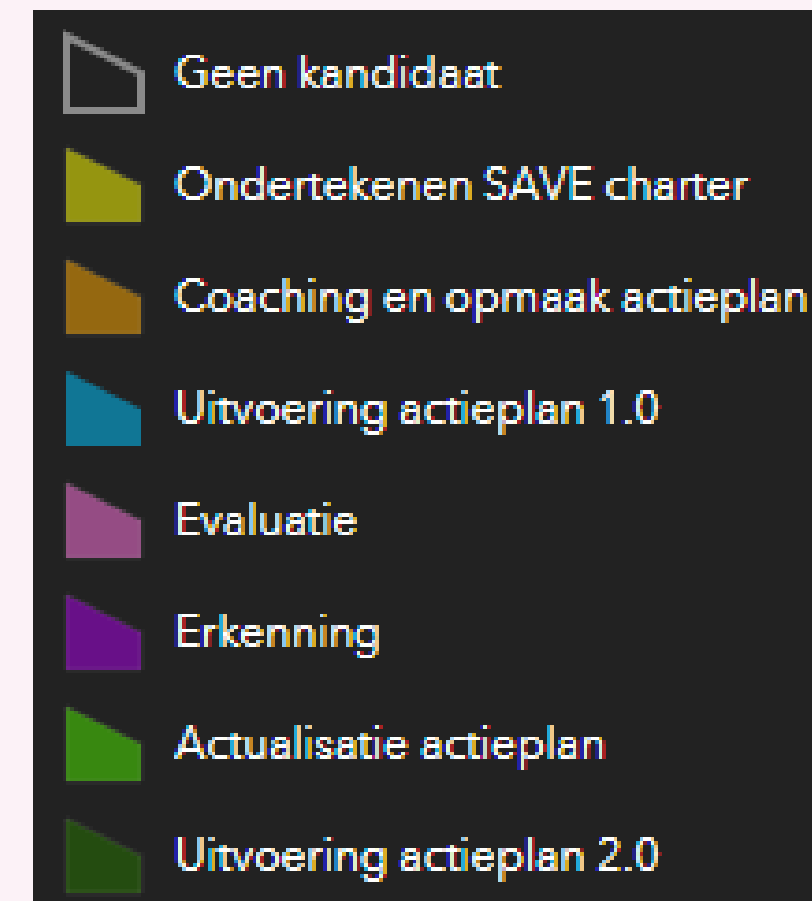 Geen kandidaat
Ondertekenen SAVE charter
Coaching en opmaak actieplan
Uitvoering actieplan 1.0
Evaluatie
Erkenning
Actualisatie actieplan
Uitvoering actieplan 2.0